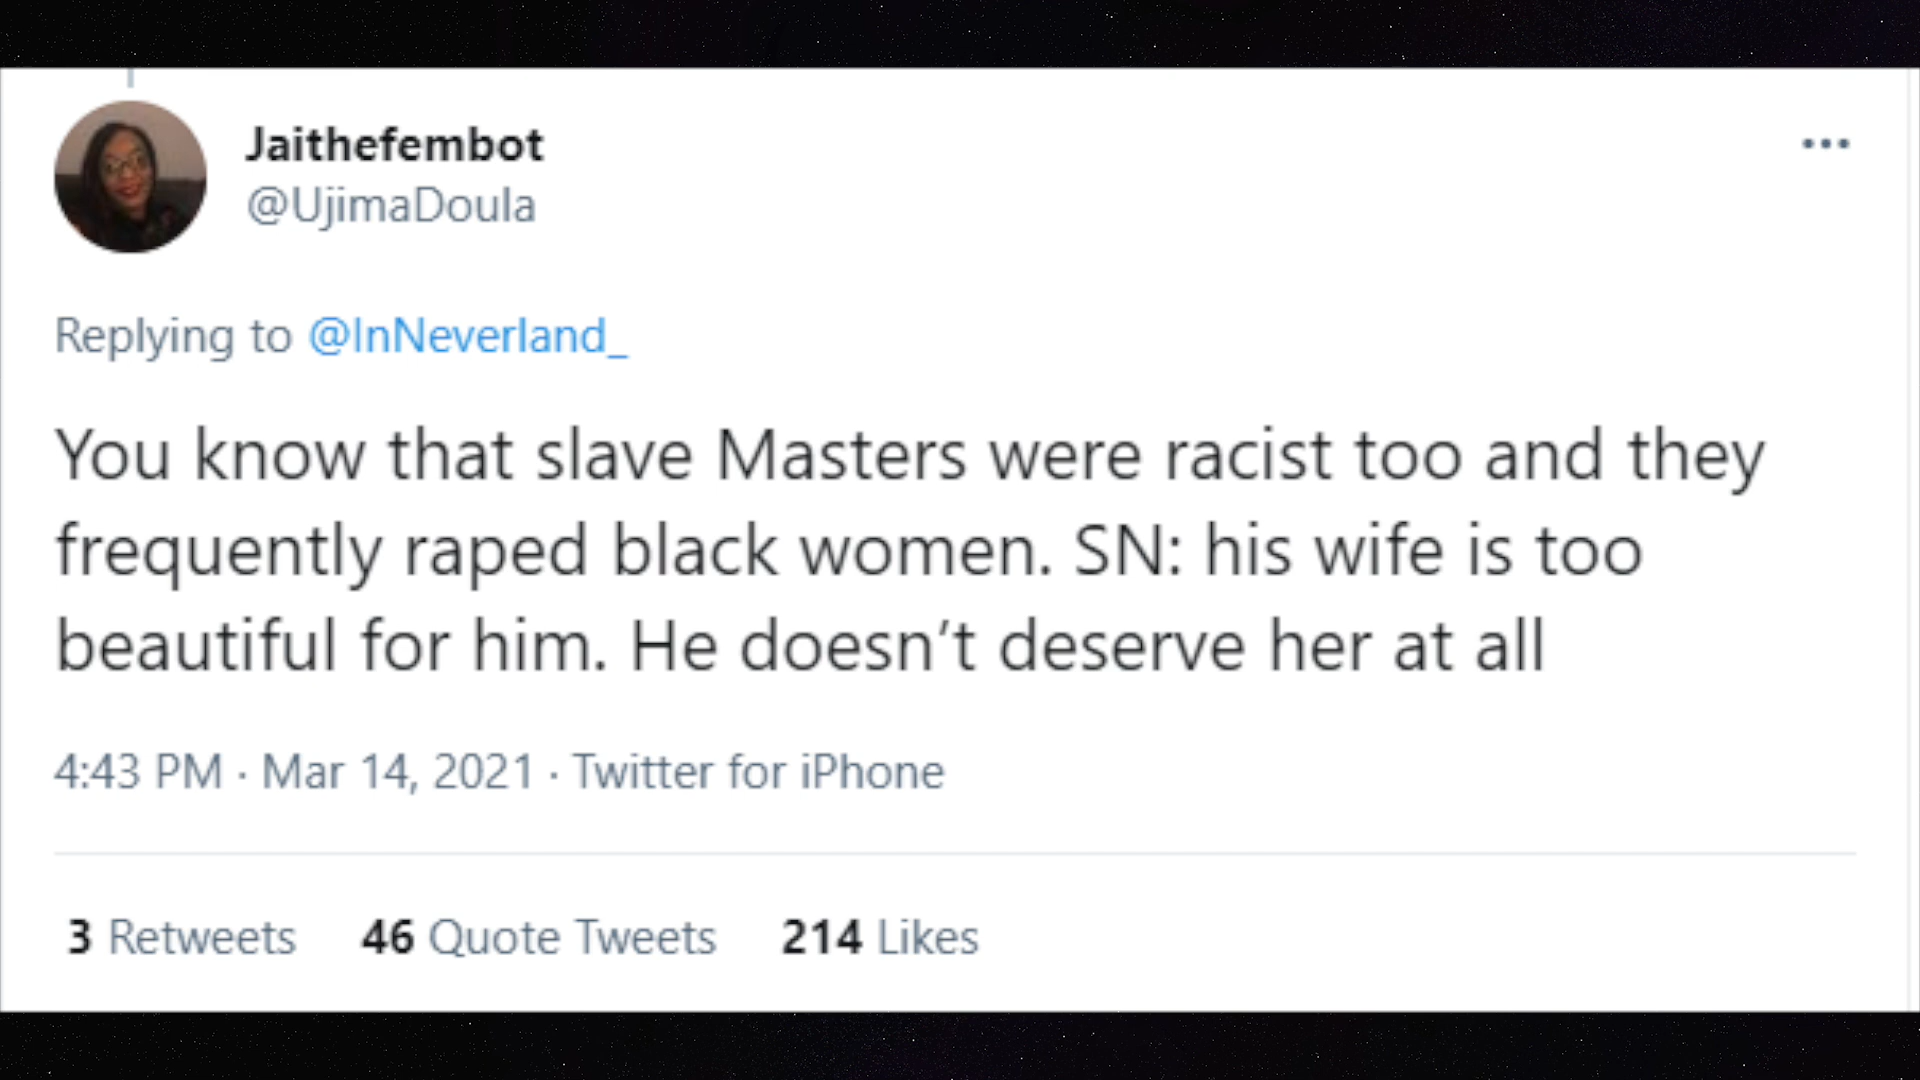 Jaithefembot
@UjimaDoula
Replying to @InNeverland_
You know that slave Masters were racist too and they
frequently raped black women. SN: his wife is too
beautiful for him. He doesn’t deserve her at all
4:43 PM · Mar 14, 2021 · Twitter for iPhone
3 Retweets 46 Quote Tweets 214 Likes